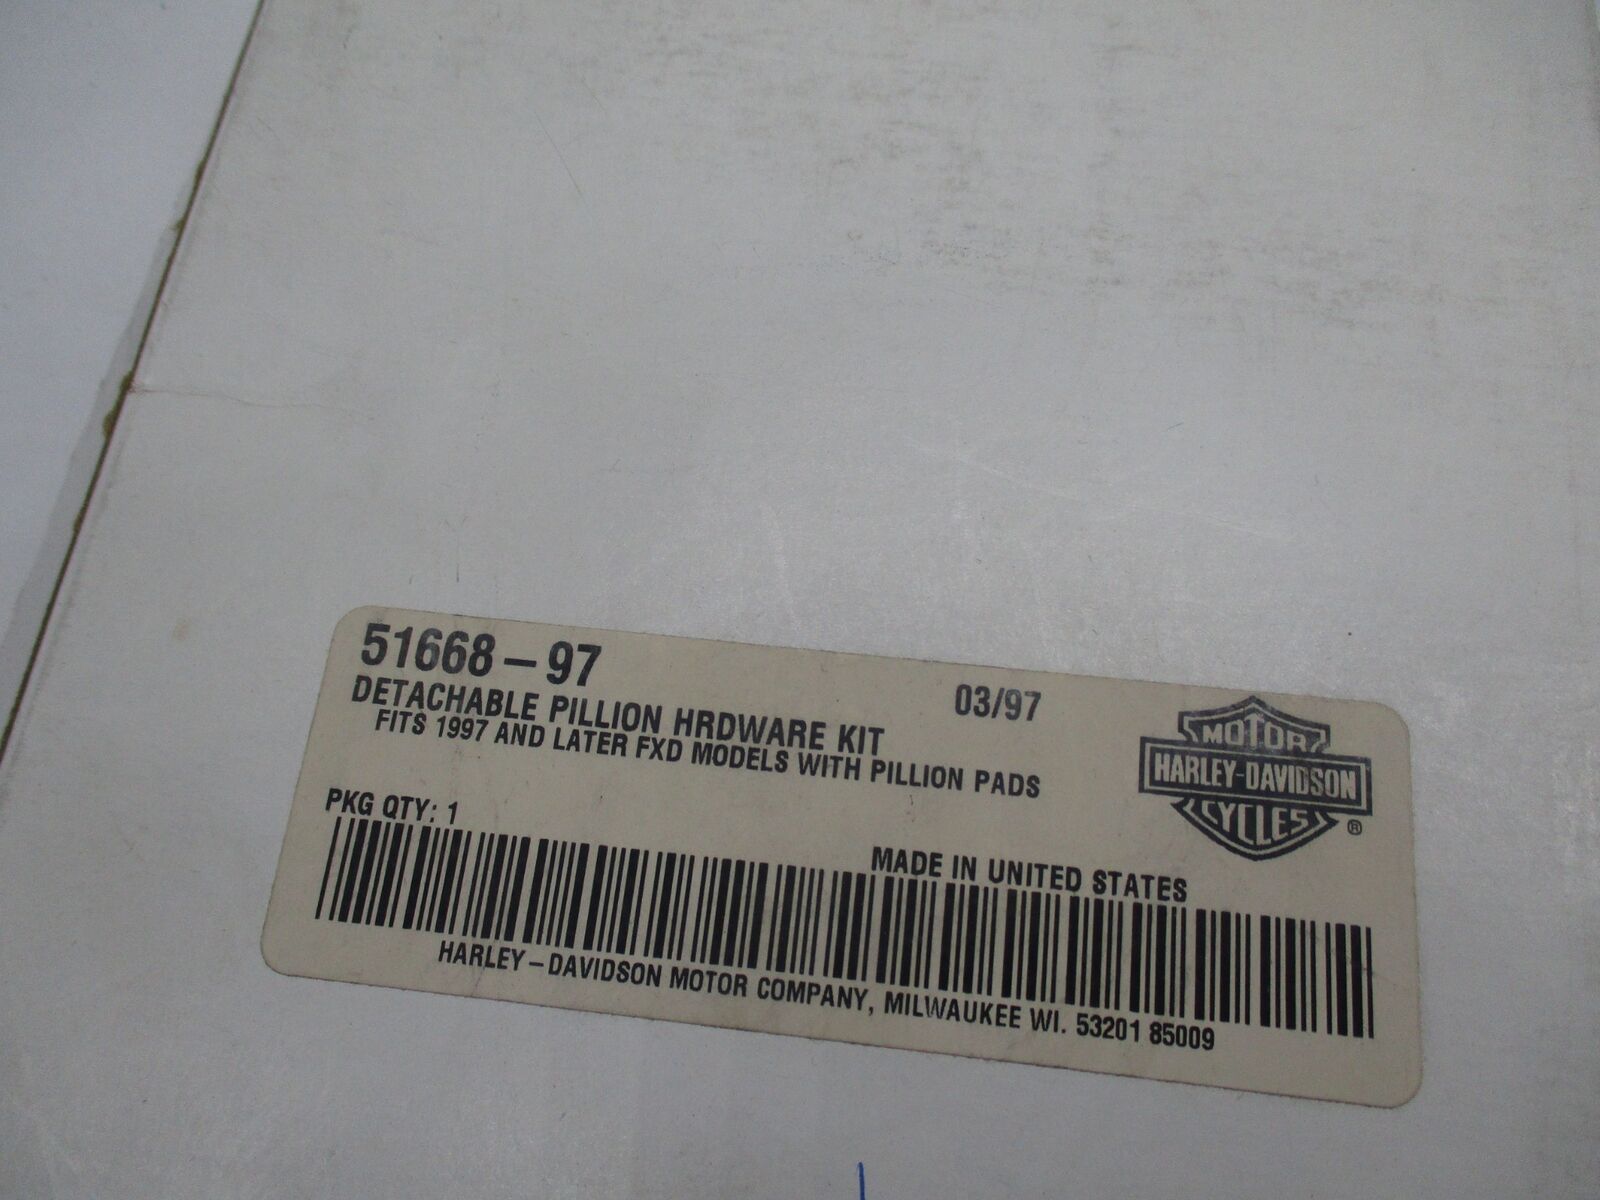 51668-97
03/97
DETACHABLE PILLION HRDWARE KIT
FITS 1997 AND LATER FXD MODELS WITH PILLION PADS
MOTOR
HARLEY-DAVIDSON
CYCLES
®
PKG QTY: 1
MADE IN UNITED STATES
HARLEY-DAVIDSON MOTOR COMPANY, MILWAUKEE WI. 53201 85009